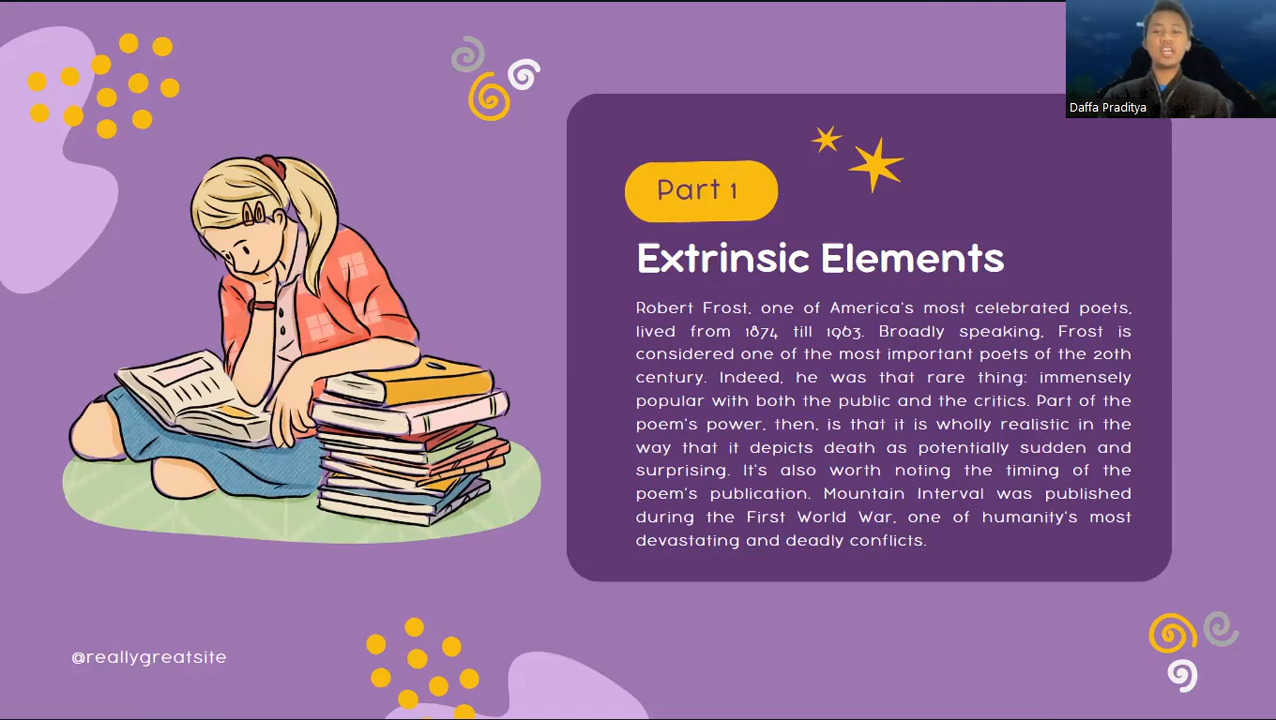 Daffa Praditya
Part 1
Extrinsic Elements
Robert Frost, one of America's most celebrated poets,
lived from 1874 till 1963. Broadly speaking, Frost is
considered one of the most important poets of the 20th
century. Indeed, he was that rare thing: immensely
popular with both the public and the critics. Part of the
poem's power, then, is that it is wholly realistic in the
way that it depicts death as potentially sudden and
surprising. It's also worth noting the timing of the
poem's publication. Mountain Interval was published
during the First World War, one of humanity's most
devastating and deadly conflicts.
@reallygreatsite